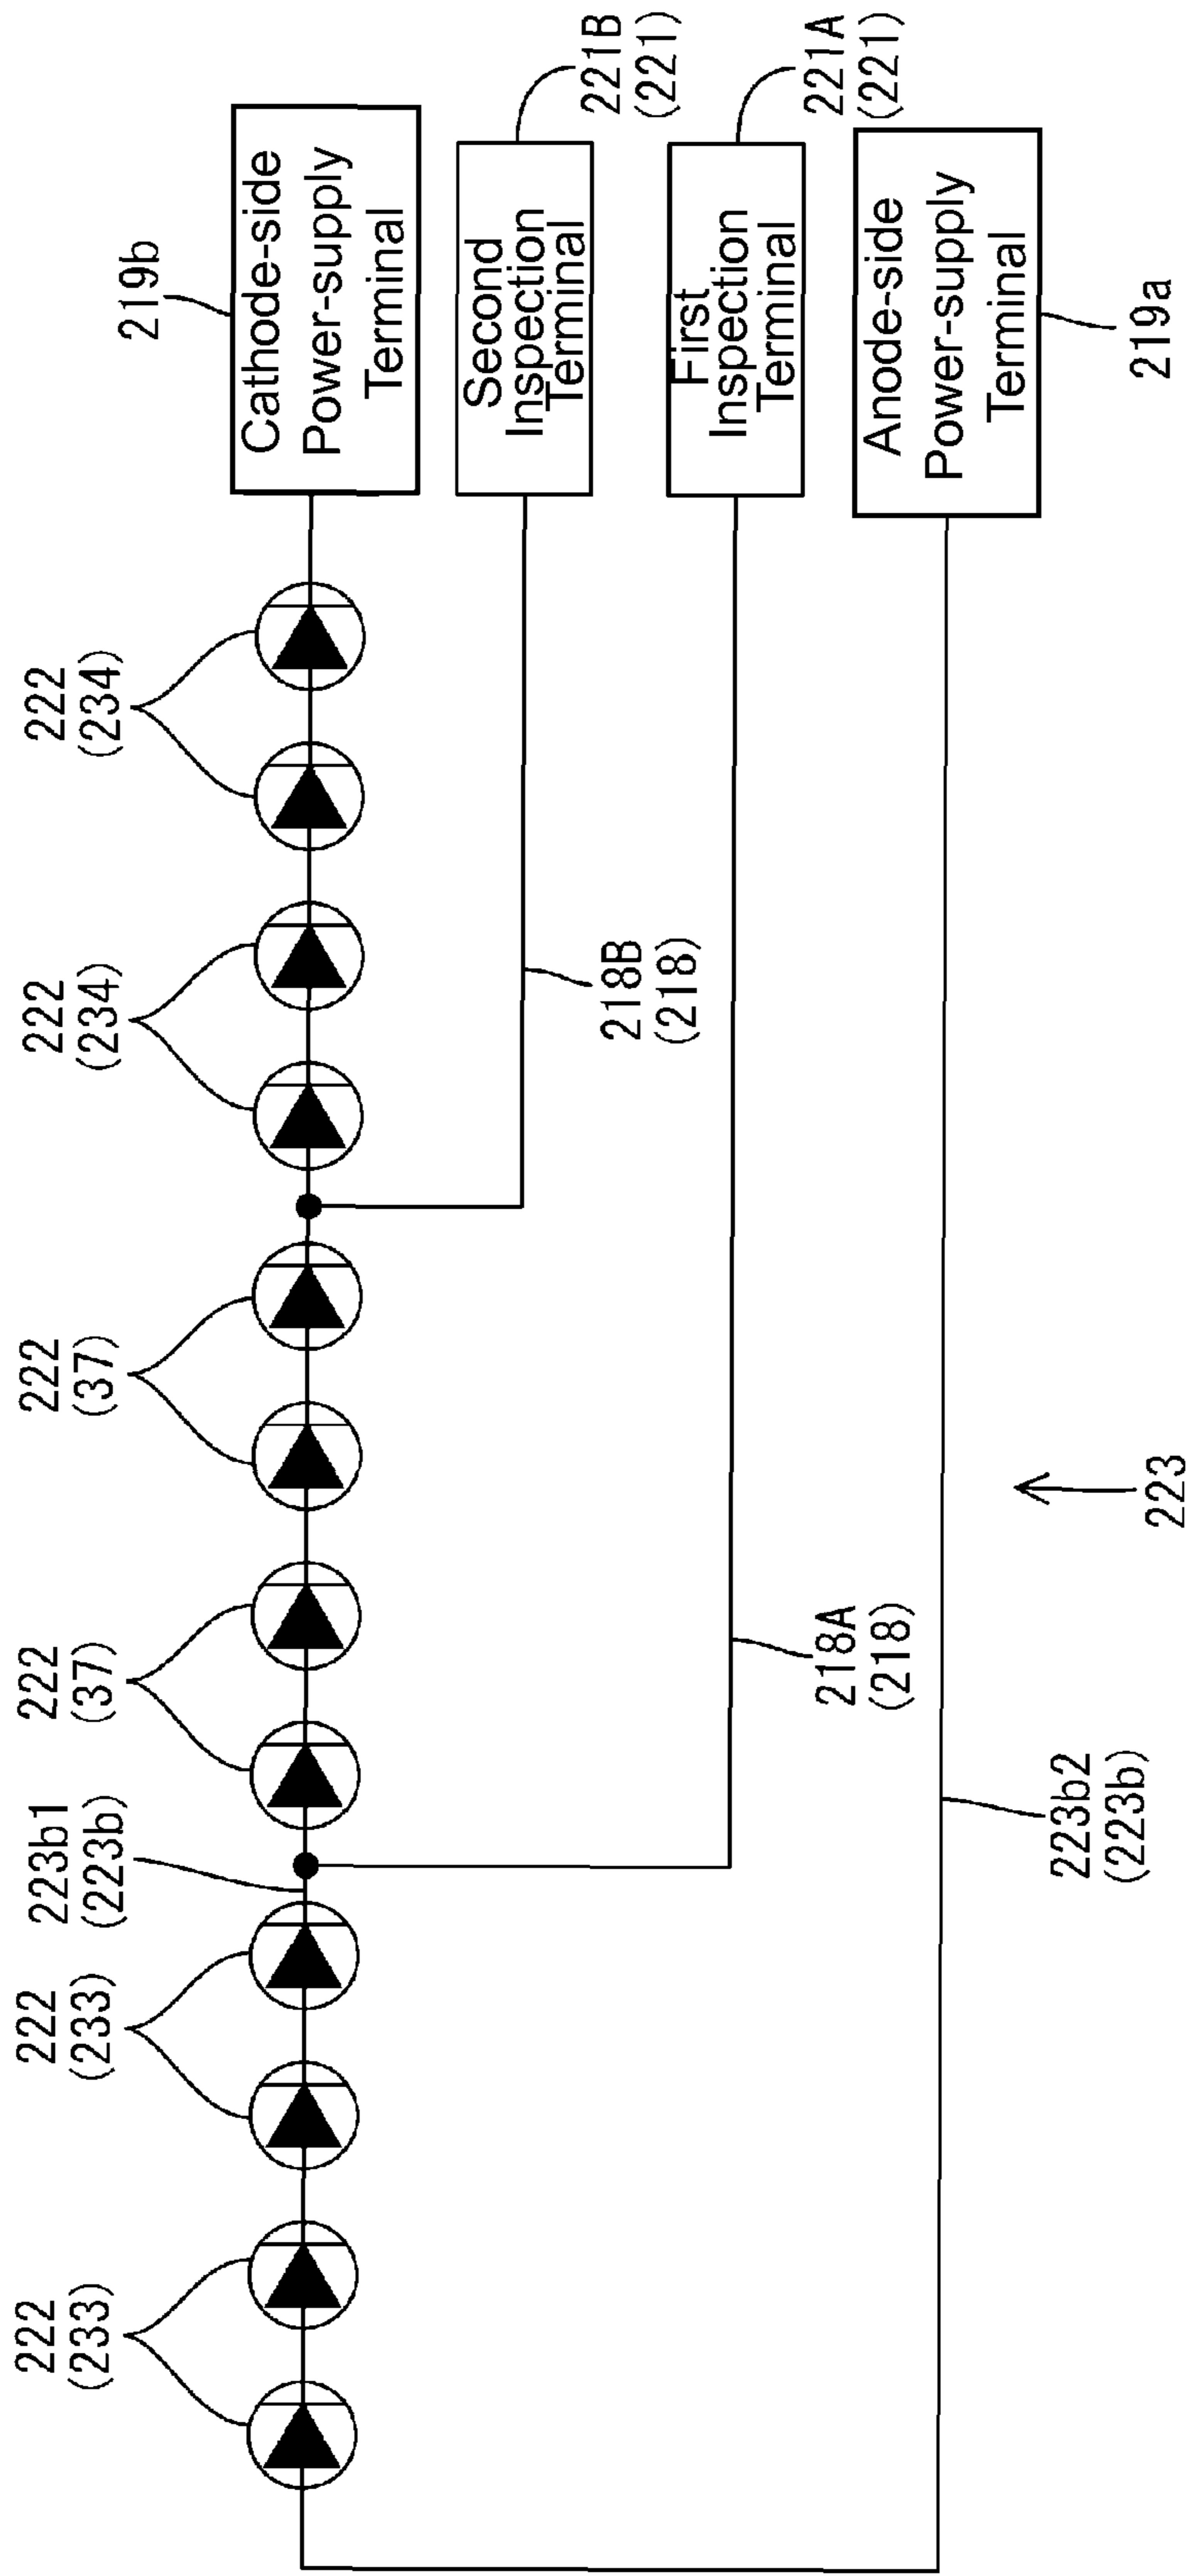 222
(233)
222
(233)
223b1
(223b)
222
(37)
222
(37)
222
(234)
222
(234)
219b
Cathode-side
Power-supply
Terminal
Second
Inspection
Terminal
221B
(221)
218B
(218)
First
Inspection
Terminal
221A
(221)
218A
(218)
Anode-side
Power-supply
Terminal
219a
223b2
(223b)
223